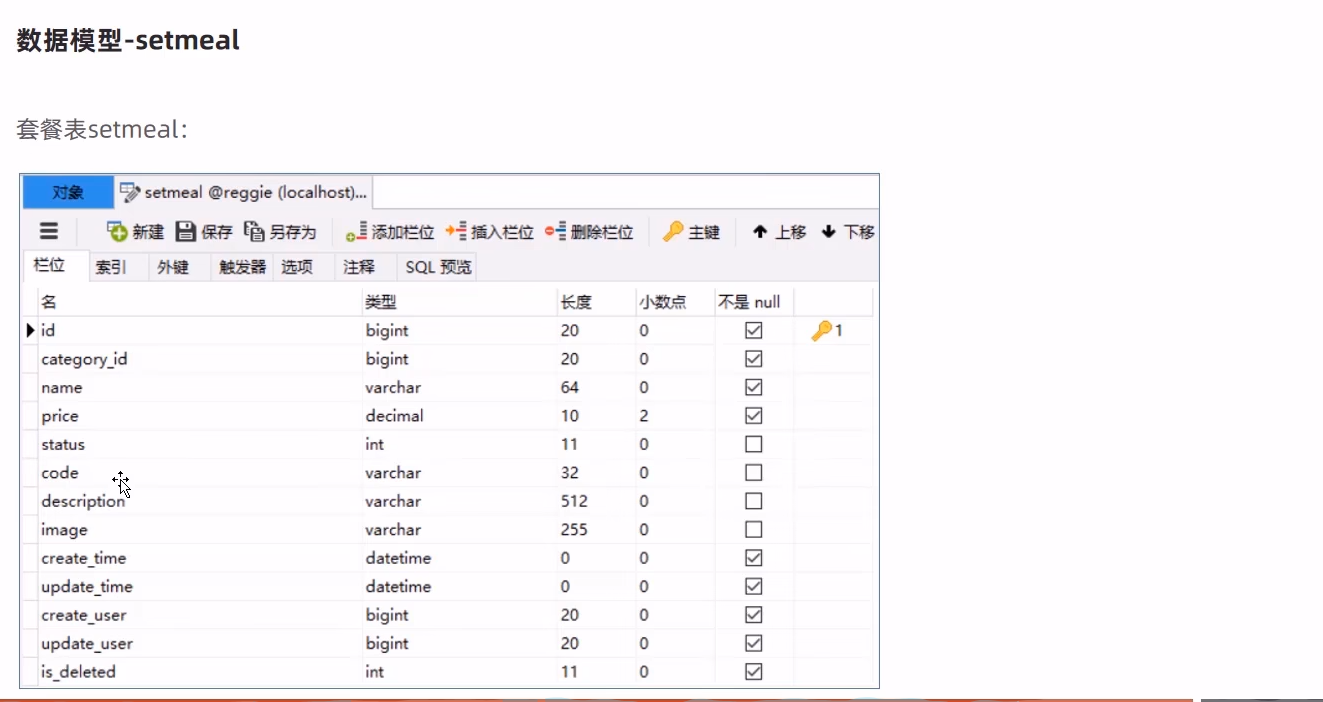 数据模型-setmeal
套餐表setmeal：
对象 setmeal @reggie (localhost)...
新建 保存 另存为 添加栏位 插入栏位 删除栏位 主键 上移 下移
栏位 索引 外键 触发器 选项 注释 SQL 预览
名 类型 长度 小数点 不是 null
id bigint 20 0 1
category_id bigint 20 0
name varchar 64 0
price decimal 10 2
status int 11 0
code varchar 32 0
description varchar 512 0
image varchar 255 0
create_time datetime 0 0
update_time datetime 0 0
create_user bigint 20 0
update_user bigint 20 0
is_deleted int 11 0